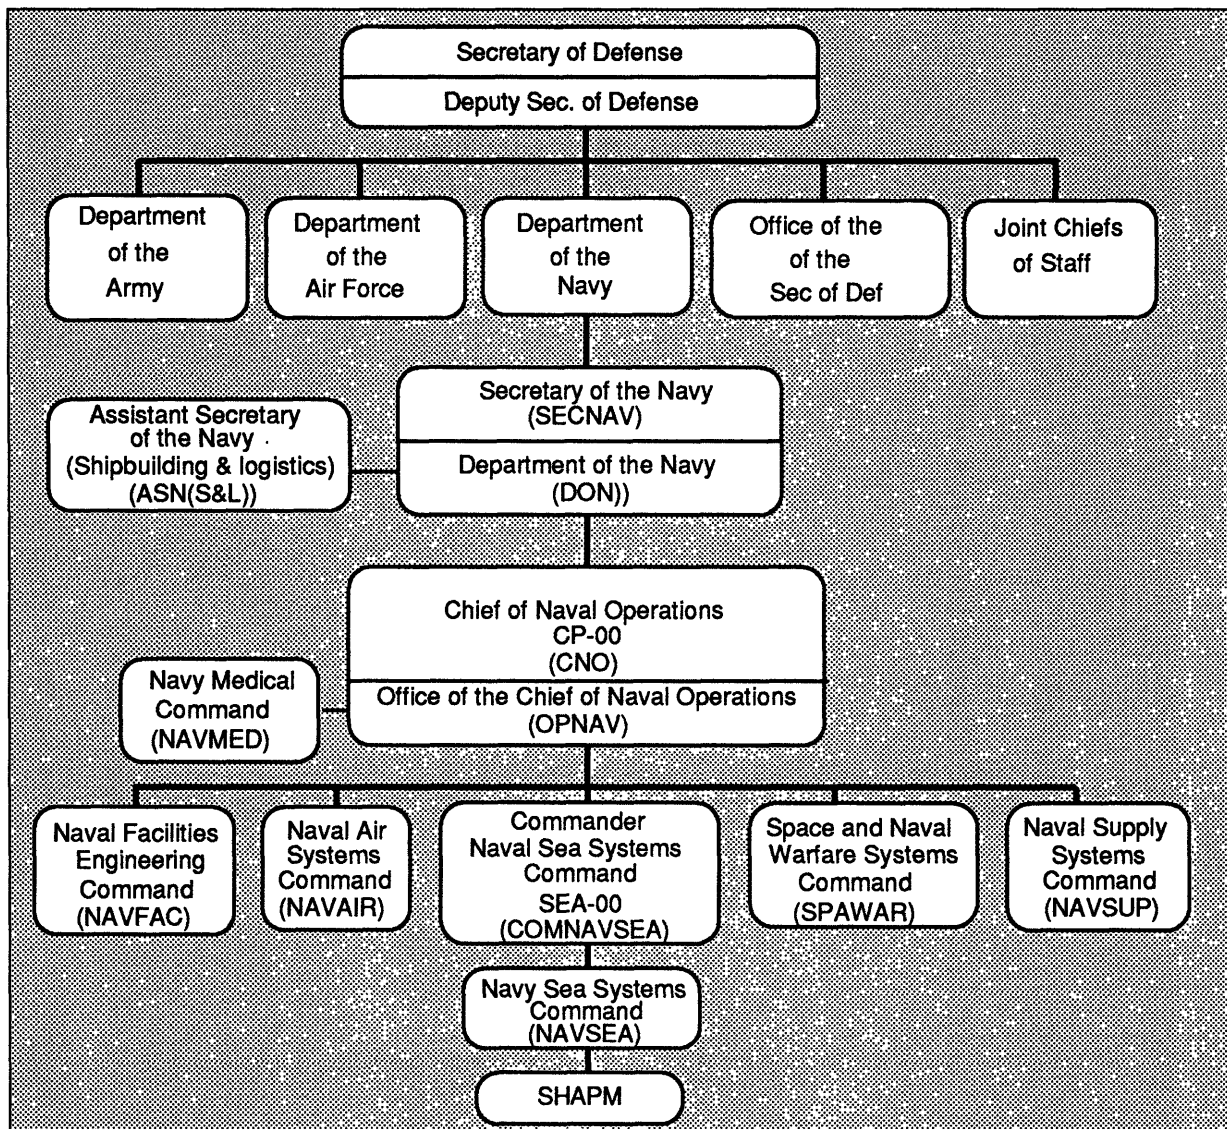 Secretary of Defense
Deputy Sec. of Defense
Department
of the
Army
Department
of the
Air Force
Department
of the
Navy
Office of the
of the
Sec of Def
Joint Chiefs
of Staff
Secretary of the Navy
(SECNAV)
Department of the Navy
(DON))
Assistant Secretary
of the Navy
(Shipbuilding & logistics)
(ASN(S&L))
Chief of Naval Operations
CP-00
(CNO)
Office of the Chief of Naval Operations
(OPNAV)
Navy Medical
Command
(NAVMED)
Naval Facilities
Engineering
Command
(NAVFAC)
Naval Air
Systems
Command
(NAVAIR)
Commander
Naval Sea Systems
Command
SEA-00
(COMNAVSEA)
Space and Naval
Warfare Systems
Command
(SPAWAR)
Naval Supply
Systems
Command
(NAVSUP)
Navy Sea Systems
Command
(NAVSEA)
SHAPM